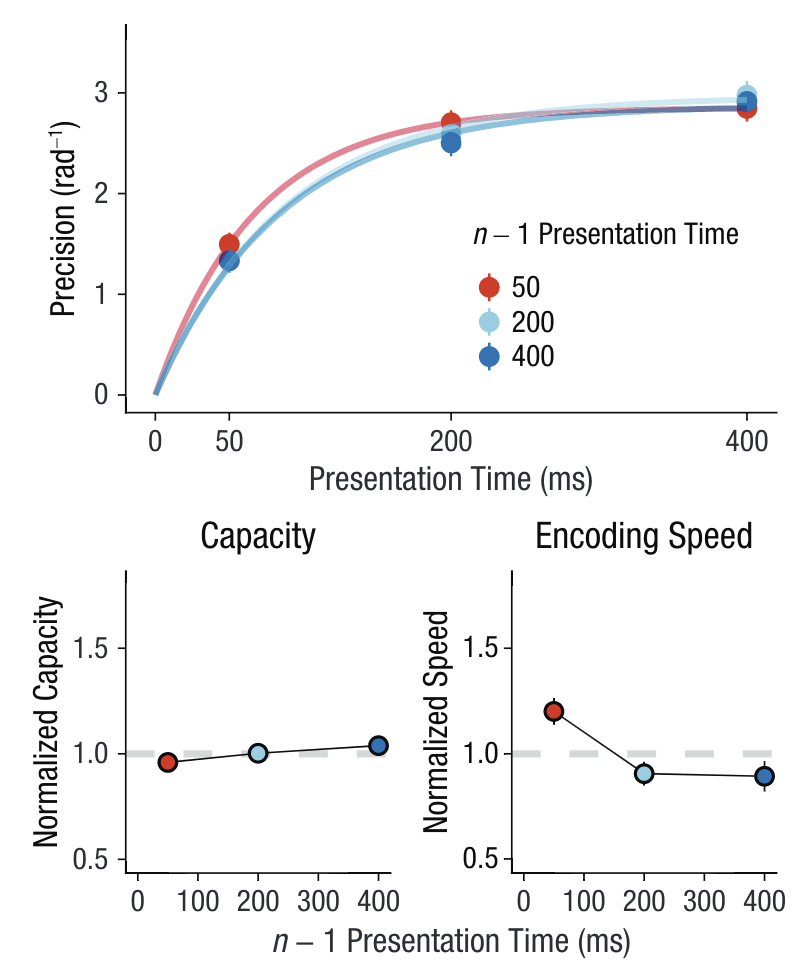 Precision (rad⁻¹)
3
2
1
0
n – 1 Presentation Time
50
200
400
0 50 200 400
Presentation Time (ms)
Capacity
Encoding Speed
Normalized Capacity
1.5
1.0
0.5
0 100 200 300 400
Normalized Speed
1.5
1.0
0.5
0 100 200 300 400
n – 1 Presentation Time (ms)